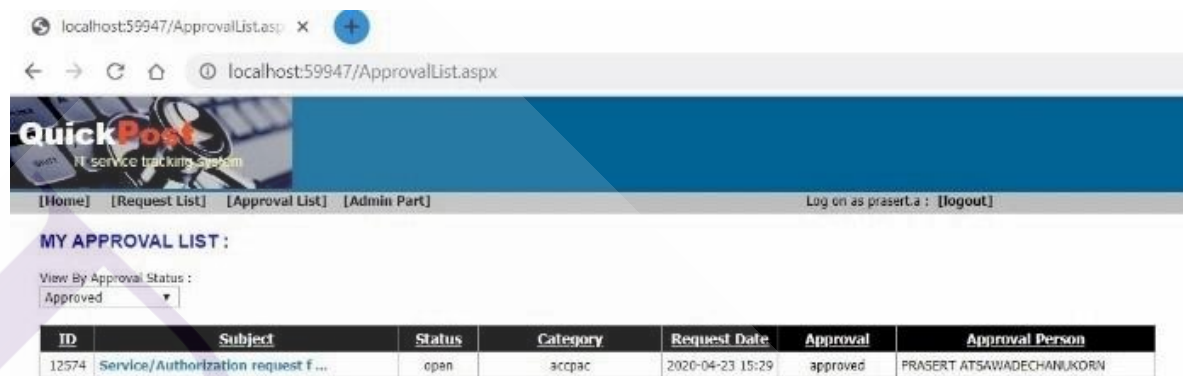 localhost:59947/ApprovalList.asp
localhost:59947/ApprovalList.aspx
QuickPost
IT service tracking system
[Home] [Request List] [Approval List] [Admin Part] Log on as prasert.a : [logout]
MY APPROVAL LIST :
View By Approval Status :
Approved
ID Subject Status Category Request Date Approval Approval Person
12574 Service/Authorization request f ... open accpac 2020-04-23 15:29 approved PRASERT ATSAWADECHANUKORN